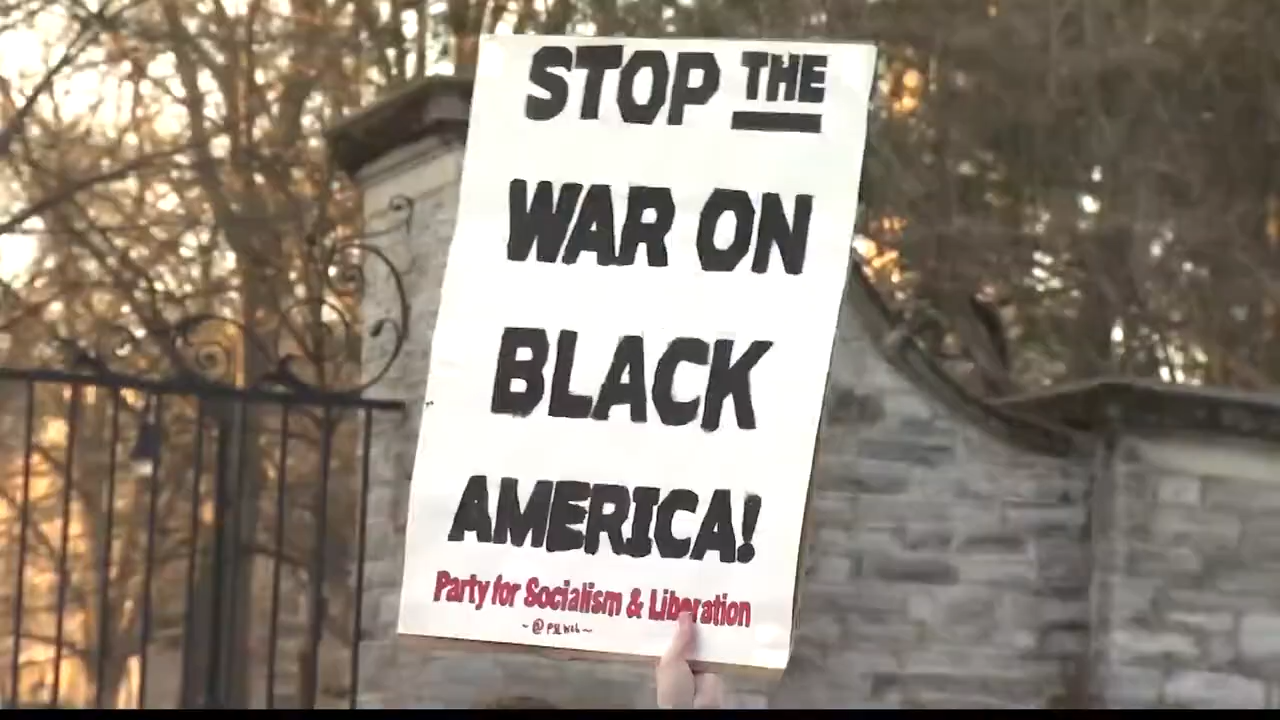 STOP THE
WAR ON
BLACK
AMERICA!
Party for Socialism & Liberation